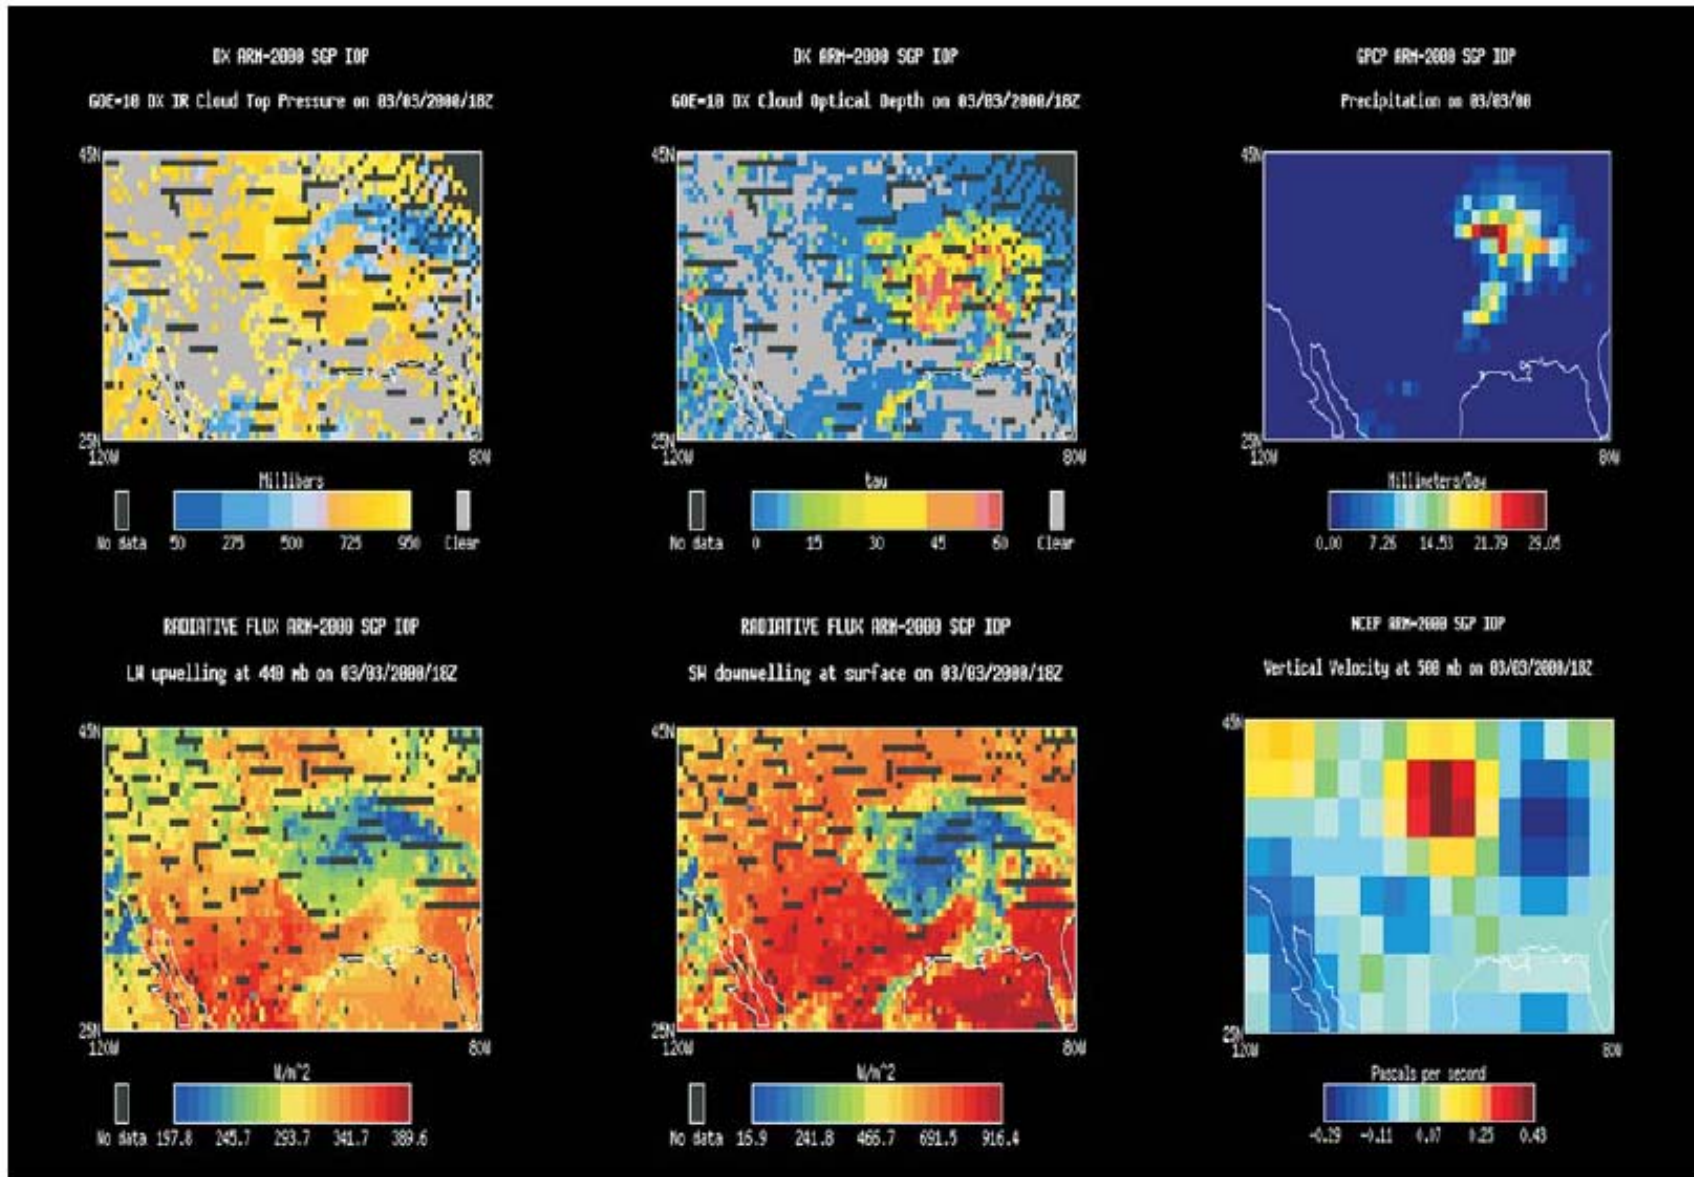 DX ARM-2000 SGP IOP
GOE-10 DX IR Cloud Top Pressure on 03/03/2000/18Z
45N
25N
120W
80W
Millibars
No data
50
275
500
725
950
Clear
DX ARM-2000 SGP IOP
GOE-10 DX Cloud Optical Depth on 03/03/2000/18Z
45N
25N
120W
80W
tau
No data
0
15
30
45
60
Clear
GPCP ARM-2000 SGP IOP
Precipitation on 03/03/00
45N
25N
120W
80W
Millimeters/Day
0.00
7.26
14.53
21.79
29.05
RADIATIVE FLUX ARM-2000 SGP IOP
LW upwelling at 440 mb on 03/03/2000/18Z
45N
25N
120W
80W
W/m^2
No data
197.8
245.7
293.7
341.7
389.6
RADIATIVE FLUX ARM-2000 SGP IOP
SW downwelling at surface on 03/03/2000/18Z
45N
25N
120W
80W
W/m^2
No data
16.9
241.8
466.7
691.5
916.4
NCEP ARM-2000 SGP IOP
Vertical Velocity at 500 mb on 03/03/2000/18Z
45N
25N
120W
80W
Pascals per second
-0.29
-0.11
0.07
0.25
0.43